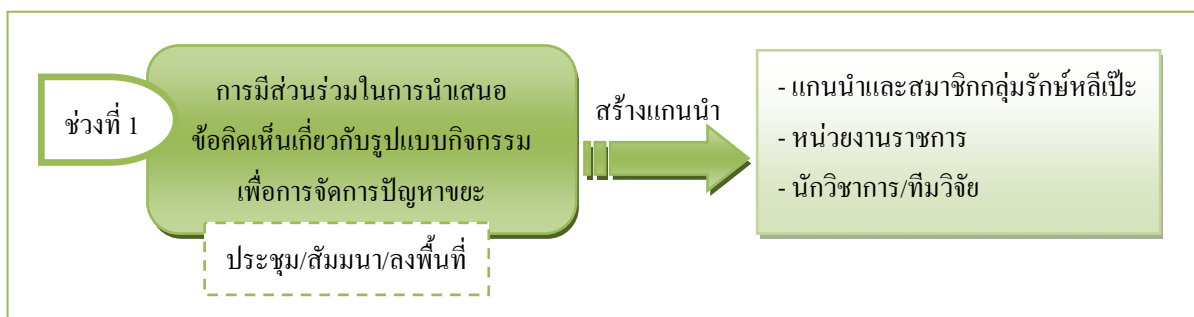 ช่วงที่ 1
การมีส่วนร่วมในการนำเสนอ
ข้อคิดเห็นเกี่ยวกับรูปแบบกิจกรรม
เพื่อการจัดการปัญหาขยะ
ประชุม/สัมมนา/ลงพื้นที่
สร้างแกนนำ
- แกนนำและสมาชิกกลุ่มรักษ์หลีเป๊ะ
- หน่วยงานราชการ
- นักวิชาการ/ทีมวิจัย